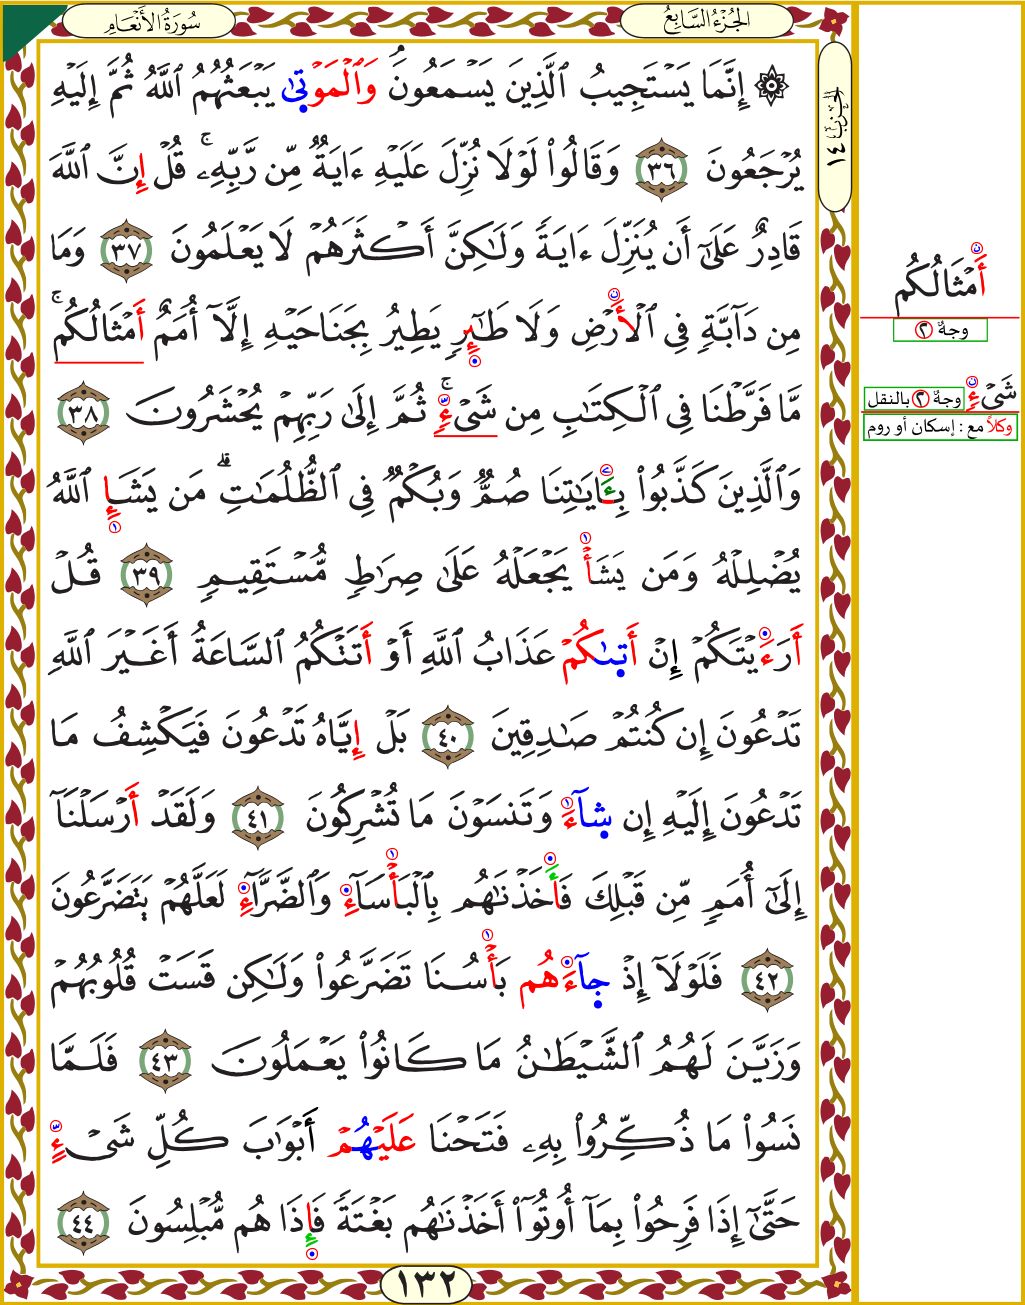 سُورَةُ الأَنْعَامِ
الجُزْءُ السَّابِعُ
الحزب ١٤
۞ إِنَّمَا يَسْتَجِيبُ ٱلَّذِينَ يَسْمَعُونَۘ وَٱلْمَوْتَىٰ يَبْعَثُهُمُ ٱللَّهُ ثُمَّ إِلَيْهِ
يُرْجَعُونَ ٣٦ وَقَالُوا۟ لَوْلَا نُزِّلَ عَلَيْهِ ءَايَةٌ مِّن رَّبِّهِۦۚ قُلْ إِنَّ ٱللَّهَ
قَادِرٌ عَلَىٰٓ أَن يُنَزِّلَ ءَايَةً وَلَـٰكِنَّ أَكْثَرَهُمْ لَا يَعْلَمُونَ ٣٧ وَمَا
مِن دَآبَّةٍ فِى ٱلْأَرْضِ وَلَا طَـٰٓئِرٍ يَطِيرُ بِجَنَاحَيْهِ إِلَّآ أُمَمٌ أَمْثَالُكُمۚ
مَّا فَرَّطْنَا فِى ٱلْكِتَـٰبِ مِن شَىْءٍۚ ثُمَّ إِلَىٰ رَبِّهِمْ يُحْشَرُونَ ٣٨
وَٱلَّذِينَ كَذَّبُوا۟ بِـَٔايَـٰتِنَا صُمٌّ وَبُكْمٌ فِى ٱلظُّلُمَـٰتِۗ مَن يَشَإِ ٱللَّهُ
يُضْلِلْهُ وَمَن يَشَأْ يَجْعَلْهُ عَلَىٰ صِرَٰطٍ مُّسْتَقِيمٍ ٣٩ قُلْ
أَرَءَيْتَكُمْ إِنْ أَتَىٰكُمْ عَذَابُ ٱللَّهِ أَوْ أَتَتْكُمُ ٱلسَّاعَةُ أَغَيْرَ ٱللَّهِ
تَدْعُونَ إِن كُنتُمْ صَـٰدِقِينَ ٤٠ بَلْ إِيَّاهُ تَدْعُونَ فَيَكْشِفُ مَا
تَدْعُونَ إِلَيْهِ إِن شَآءَ وَتَنسَوْنَ مَا تُشْرِكُونَ ٤١ وَلَقَدْ أَرْسَلْنَآ
إِلَىٰٓ أُمَمٍ مِّن قَبْلِكَ فَأَخَذْنَـٰهُم بِٱلْبَأْسَآءِ وَٱلضَّرَّآءِ لَعَلَّهُمْ يَتَضَرَّعُونَ
٤٢ فَلَوْلَآ إِذْ جَآءَهُم بَأْسُنَا تَضَرَّعُوا۟ وَلَـٰكِن قَسَتْ قُلُوبُهُمْ
وَزَيَّنَ لَهُمُ ٱلشَّيْطَـٰنُ مَا كَانُوا۟ يَعْمَلُونَ ٤٣ فَلَمَّا
نَسُوا۟ مَا ذُكِّرُوا۟ بِهِۦ فَتَحْنَا عَلَيْهُمْ أَبْوَٰبَ كُلِّ شَىْءٍ
حَتَّىٰٓ إِذَا فَرِحُوا۟ بِمَآ أُوتُوٓا۟ أَخَذْنَـٰهُم بَغْتَةً فَإِذَا هُم مُّبْلِسُونَ ٤٤
١٣٢
أَمْثَالُكُم
وجهٌ ٢
شَىْءٍ وجهٌ ٢ بالنقل
وكلاً مع : إسكان أو روم